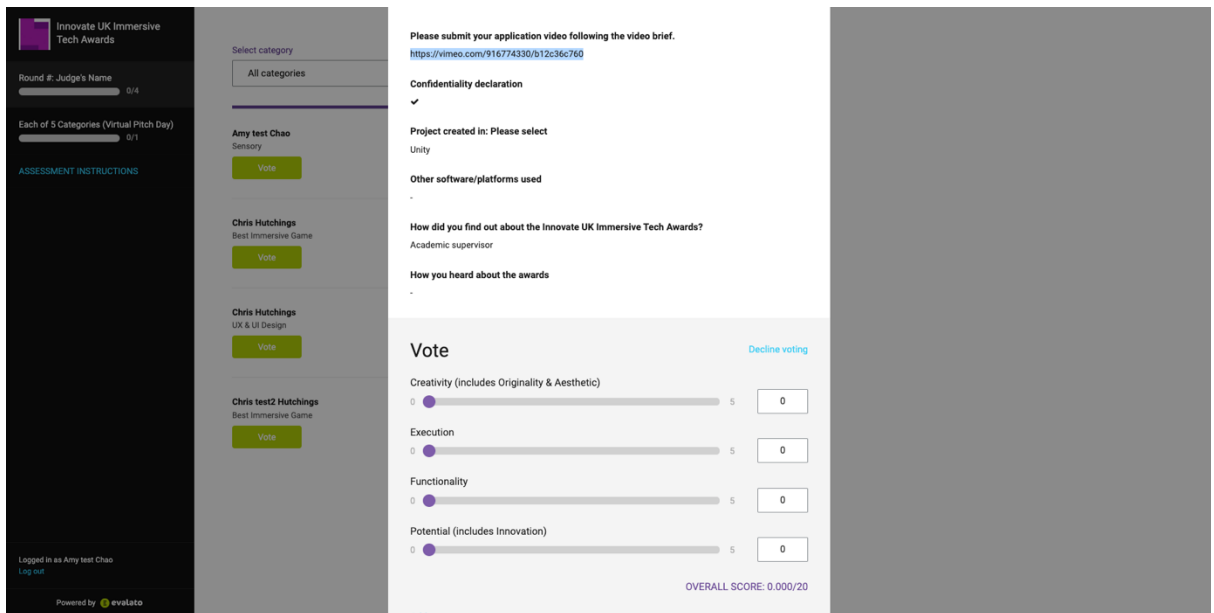 Innovate UK Immersive
Tech Awards
Round #: Judge's Name
0/4
Each of 5 Categories (Virtual Pitch Day)
0/1
ASSESSMENT INSTRUCTIONS
Logged in as Amy test Chao
Log out
Powered by evalato
Select category
All categories
Amy test Chao
Sensory
Vote
Chris Hutchings
Best Immersive Game
Vote
Chris Hutchings
UX & UI Design
Vote
Chris test2 Hutchings
Best Immersive Game
Vote
Please submit your application video following the video brief.
https://vimeo.com/916774330/b12c36c760
Confidentiality declaration
✔
Project created in: Please select
Unity
Other software/platforms used
-
How did you find out about the Innovate UK Immersive Tech Awards?
Academic supervisor
How you heard about the awards
-
Vote Decline voting
Creativity (includes Originality & Aesthetic)
0 5 0
Execution
0 5 0
Functionality
0 5 0
Potential (includes Innovation)
0 5 0
OVERALL SCORE: 0.000/20